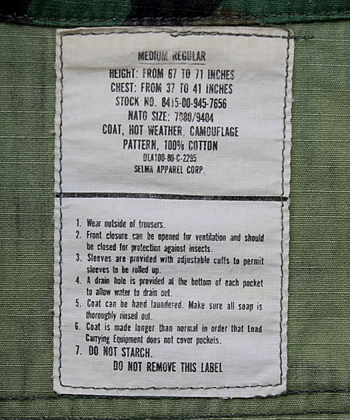 MEDIUM REGULAR
HEIGHT: FROM 67 TO 71 INCHES
CHEST: FROM 37 TO 41 INCHES
STOCK NO. 8415-00-945-7656
NATO SIZE: 7080/9404
COAT, HOT WEATHER, CAMOUFLAGE
PATTERN, 100% COTTON
DLA100-80-C-2295
SELMA APPAREL CORP.
1. Wear outside of trousers.
2. Front closure can be opened for ventilation and should
be closed for protection against insects.
3. Sleeves are provided with adjustable cuffs to permit
sleeves to be rolled up.
4. A drain hole is provided at the bottom of each pocket
to allow water to drain out.
5. Coat can be hand laundered. Make sure all soap is
thoroughly rinsed out.
6. Coat is made longer than normal in order that Load
Carrying Equipment does not cover pockets.
7. DO NOT STARCH.
DO NOT REMOVE THIS LABEL